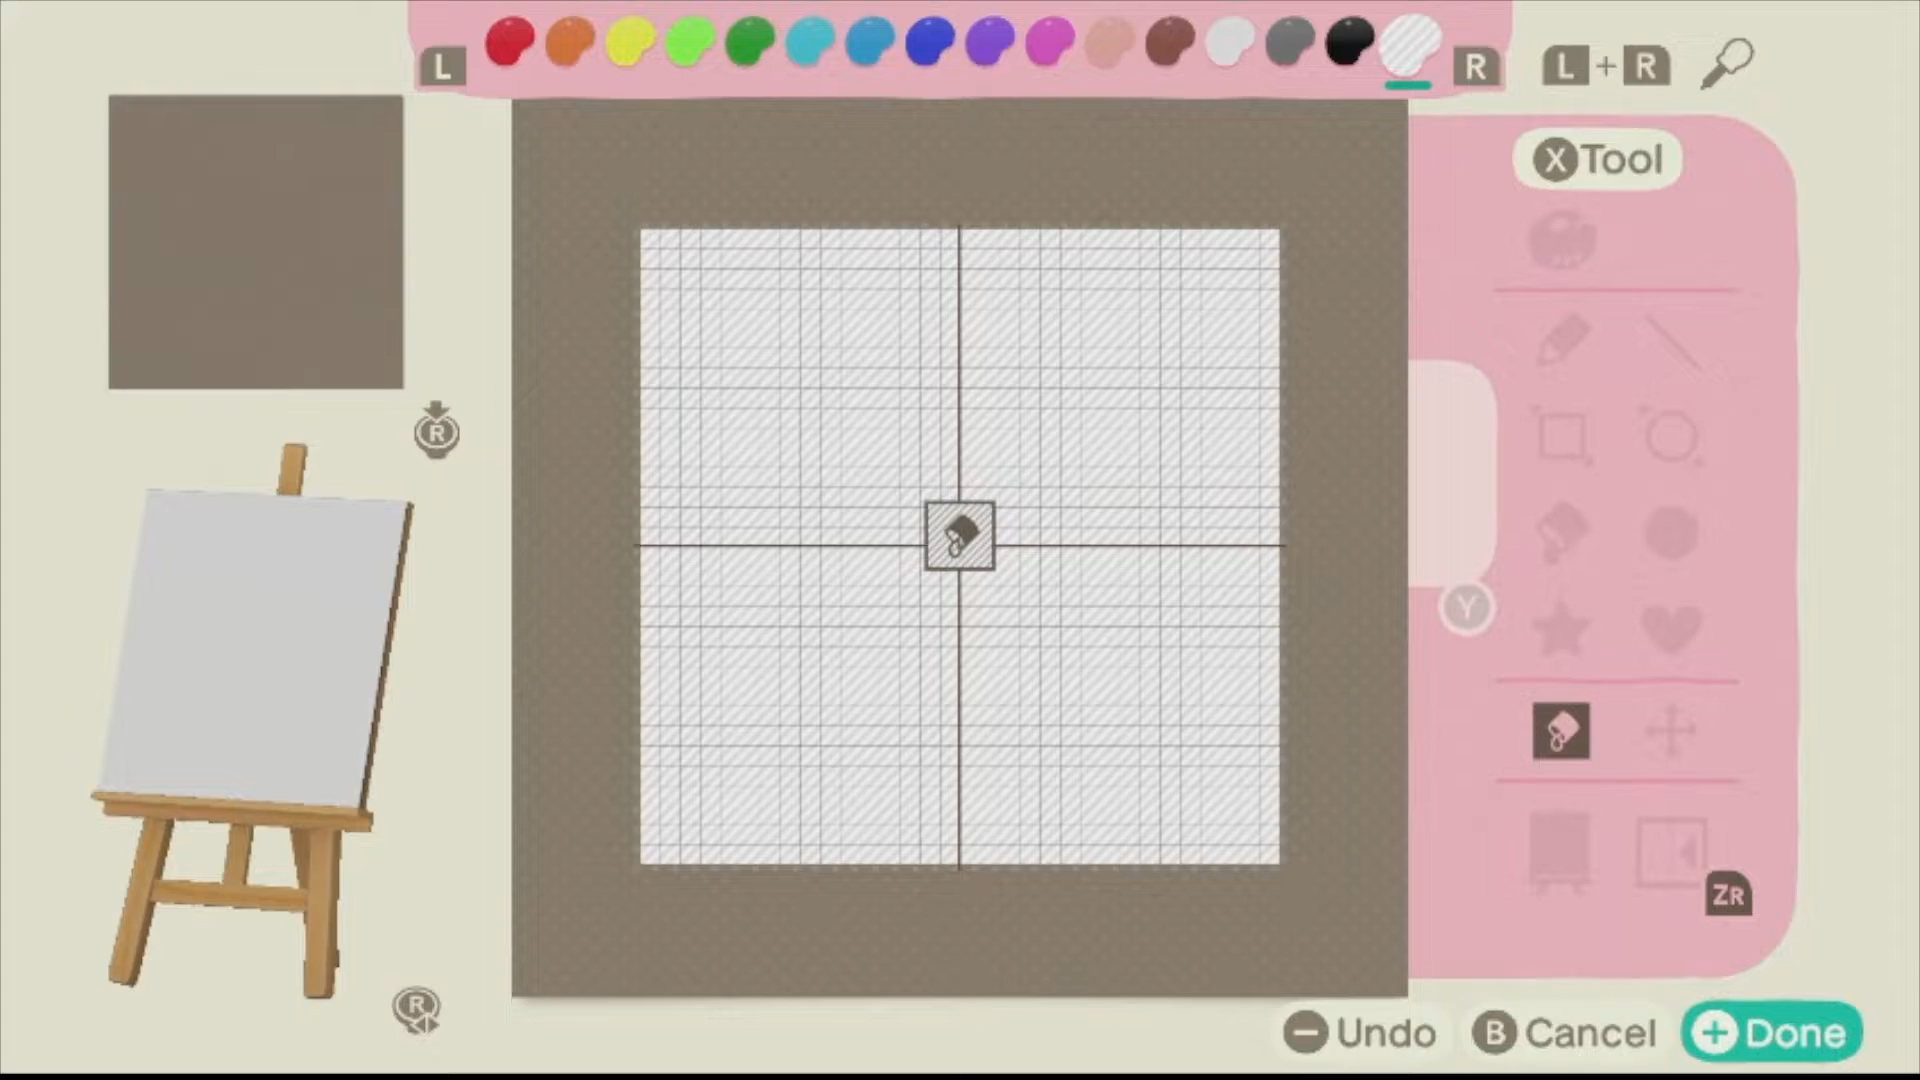 L
R
L + R
X Tool
R
Y
ZR
R
− Undo
B Cancel
+ Done